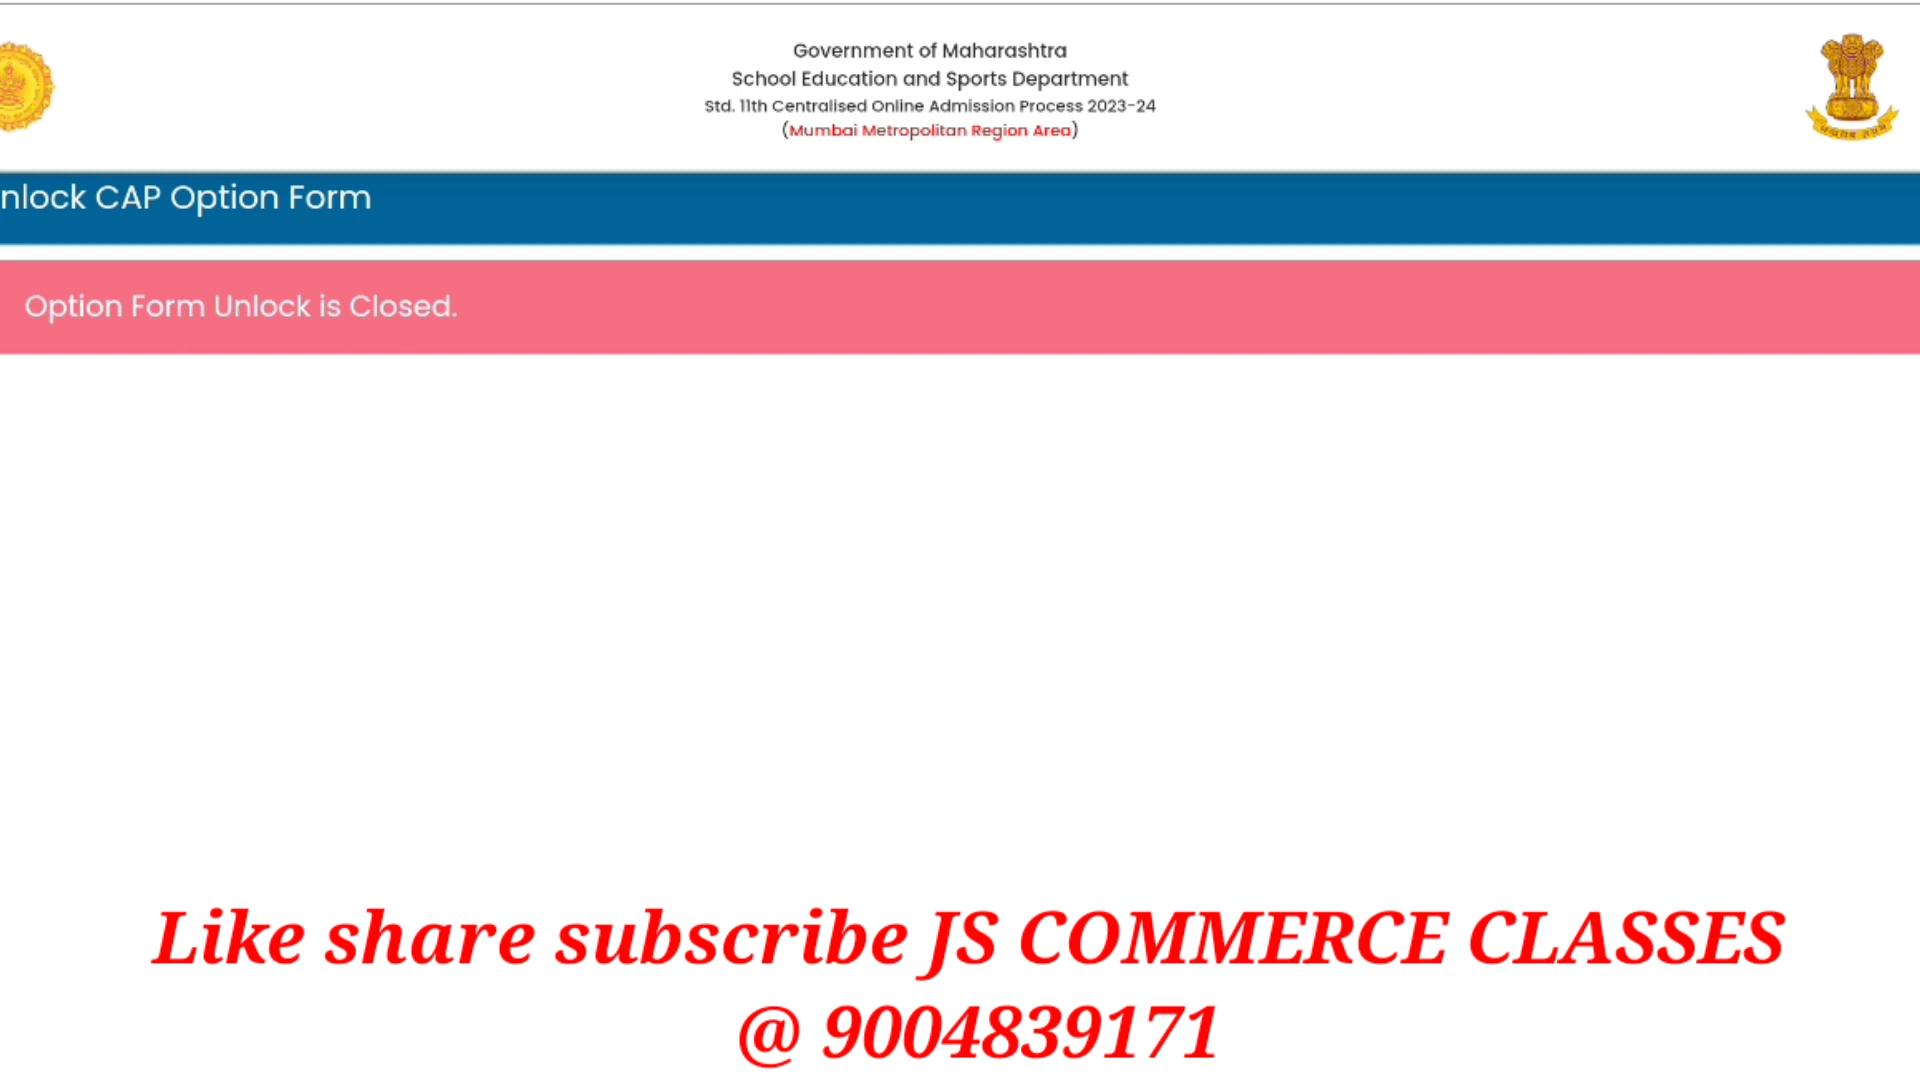 Government of Maharashtra
School Education and Sports Department
Std. 11th Centralised Online Admission Process 2023-24
(Mumbai Metropolitan Region Area)
nlock CAP Option Form
Option Form Unlock is Closed.
Like share subscribe JS COMMERCE CLASSES
@ 9004839171